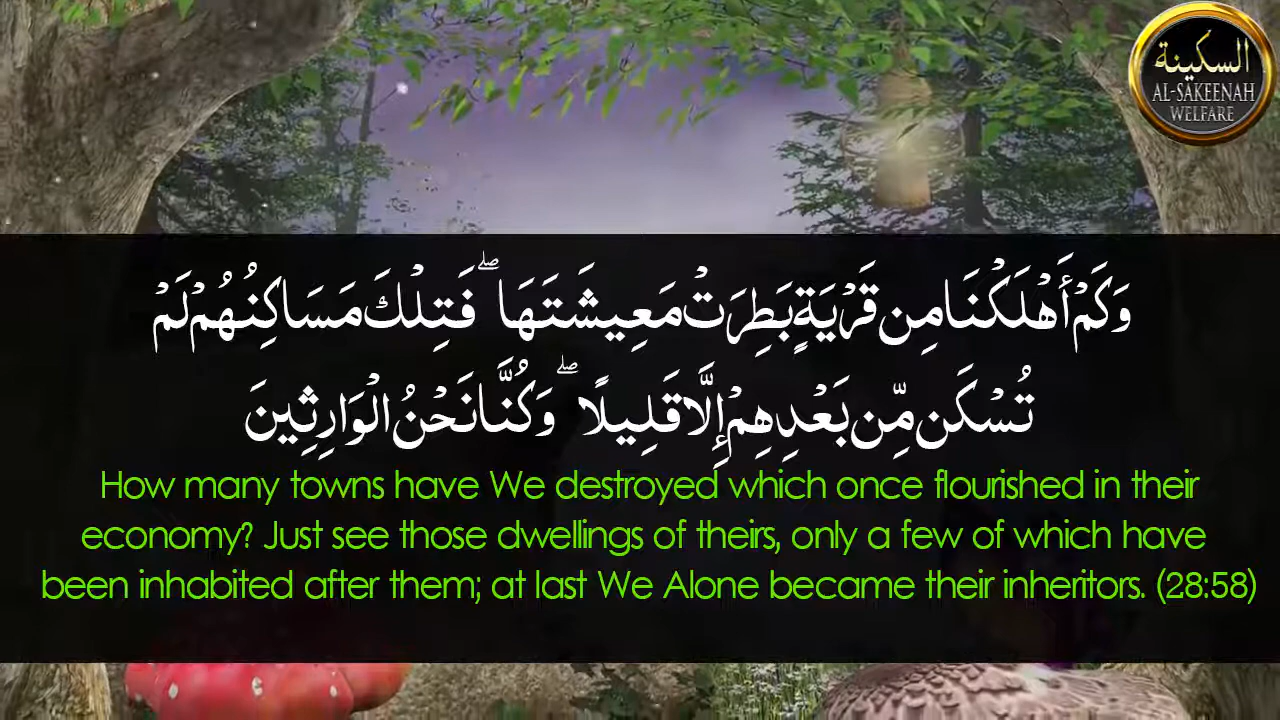 السكينة
AL-SAKEENAH
WELFARE
وَكَمْ أَهْلَكْنَا مِن قَرْيَةٍ بَطِرَتْ مَعِيشَتَهَا ۖ فَتِلْكَ مَسَاكِنُهُمْ لَمْ
تُسْكَن مِّن بَعْدِهِمْ إِلَّا قَلِيلًا ۖ وَكُنَّا نَحْنُ الْوَارِثِينَ
How many towns have We destroyed which once flourished in their
economy? Just see those dwellings of theirs, only a few of which have
been inhabited after them; at last We Alone became their inheritors. (28:58)